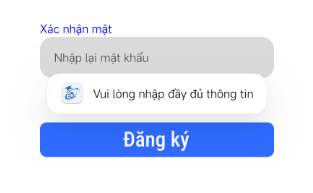 Xác nhận mật
Nhập lại mật khẩu
Vui lòng nhập đầy đủ thông tin
Đăng ký